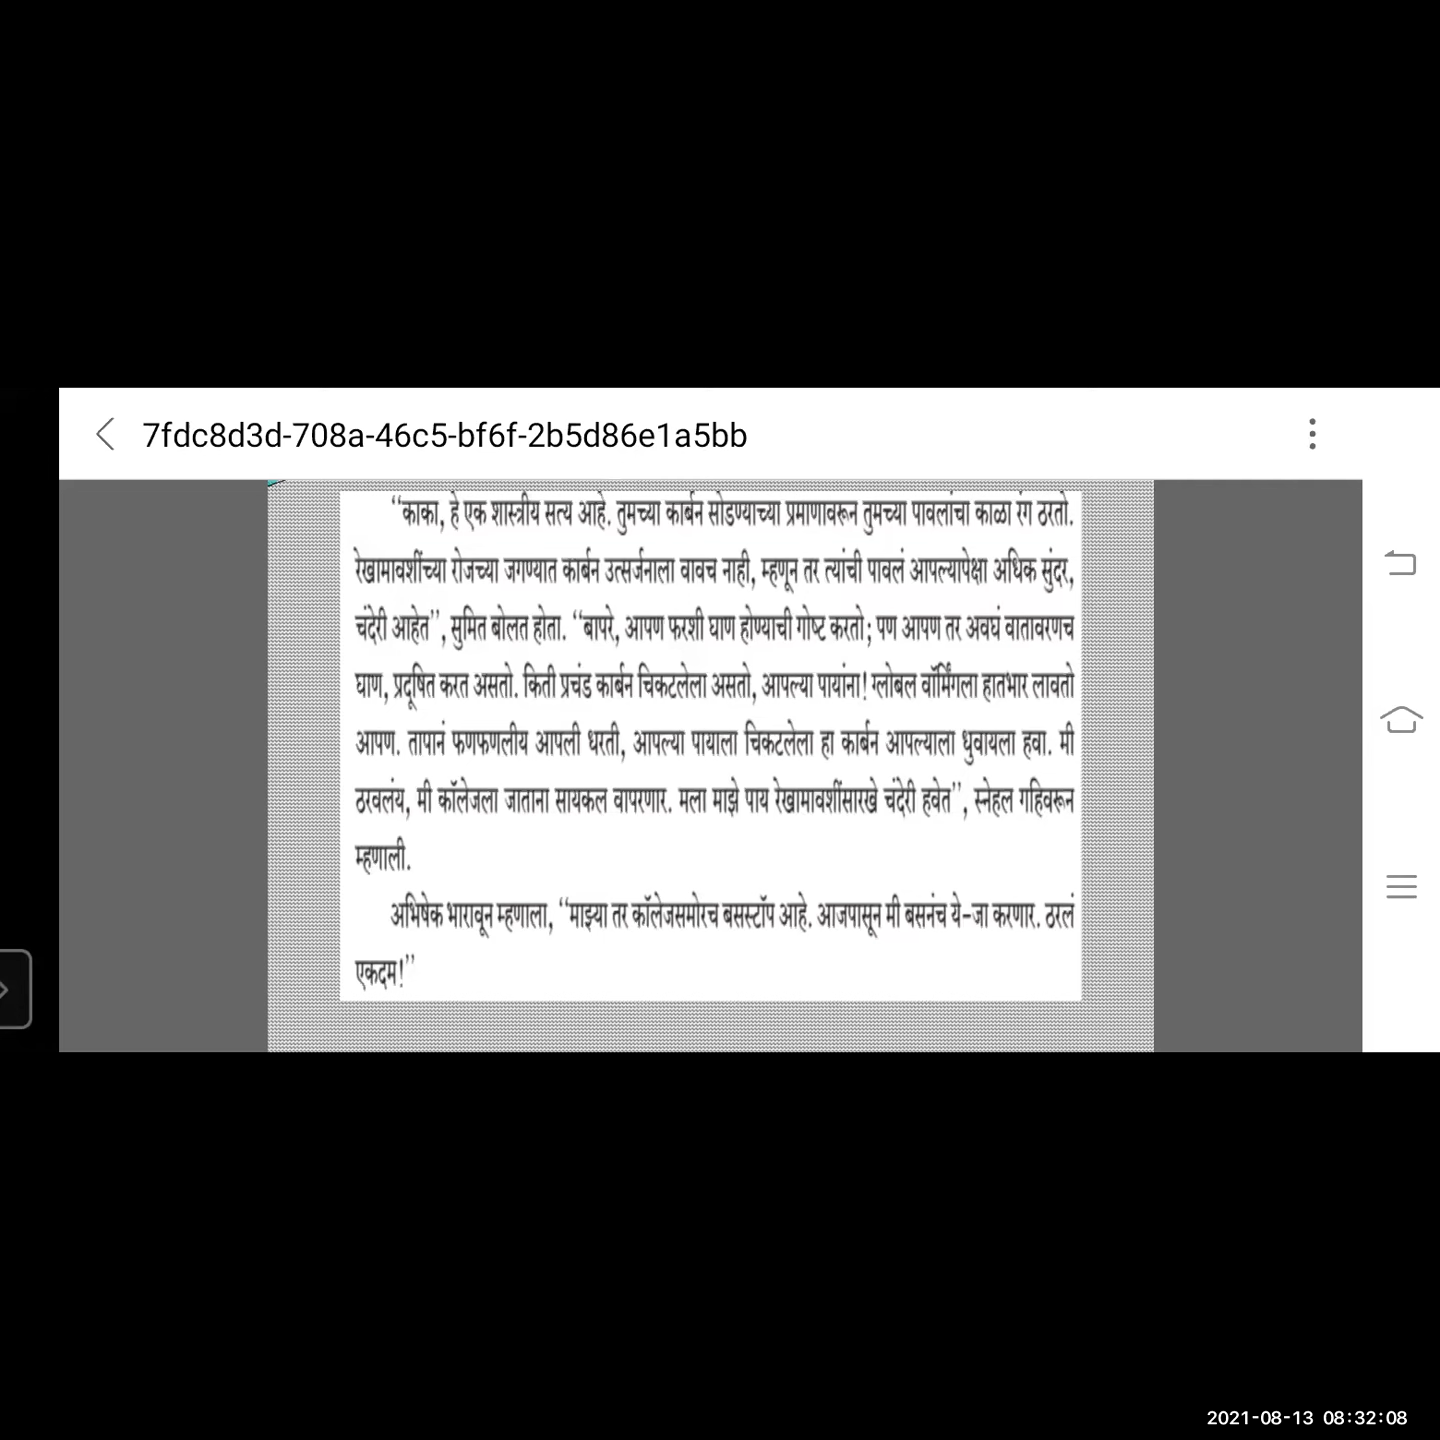 7fdc8d3d-708a-46c5-bf6f-2b5d86e1a5bb
‘‘काका, हे एक शास्त्रीय सत्य आहे. तुमच्या कार्बन सोडण्याच्या प्रमाणावरून तुमच्या पावलांचा काळा रंग ठरतो.
रेखामावशींच्या रोजच्या जगण्यात कार्बन उत्सर्जनाला वावच नाही, म्हणून तर त्यांची पावलं आपल्यापेक्षा अधिक सुंदर,
चंदेरी आहेत’’, सुमित बोलत होता. ‘‘बापरे, आपण फरशी घाण होण्याची गोष्ट करतो; पण आपण तर अवघं वातावरणच
घाण, प्रदूषित करत असतो. किती प्रचंड कार्बन चिकटलेला असतो, आपल्या पायांना! ग्लोबल वॉर्मिंगला हातभार लावतो
आपण. तापानं फणफणलीय आपली धरती, आपल्या पायाला चिकटलेला हा कार्बन आपल्याला धुवायला हवा. मी
ठरवलंय, मी कॉलेजला जाताना सायकल वापरणार. मला माझे पाय रेखामावशींसारखे चंदेरी हवेत’’, स्नेहल गहिवरून
म्हणाली.
अभिषेक भारावून म्हणाला, ‘‘माझ्या तर कॉलेजसमोरच बसस्टॉप आहे. आजपासून मी बसनंच ये-जा करणार. ठरलं
एकदम!’’
2021-08-13 08:32:08